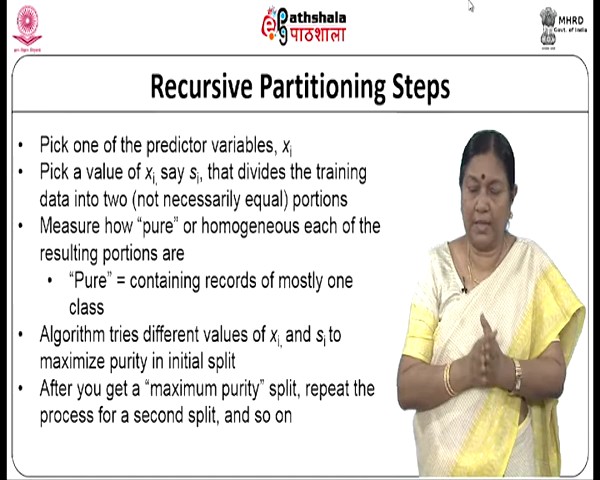 ePathshala
पाठशाला
MHRD
Govt. of India
Recursive Partitioning Steps
• Pick one of the predictor variables, xi
• Pick a value of xi, say si, that divides the training
data into two (not necessarily equal) portions
• Measure how “pure” or homogeneous each of the
resulting portions are
• “Pure” = containing records of mostly one
class
• Algorithm tries different values of xi, and si to
maximize purity in initial split
• After you get a “maximum purity” split, repeat the
process for a second split, and so on